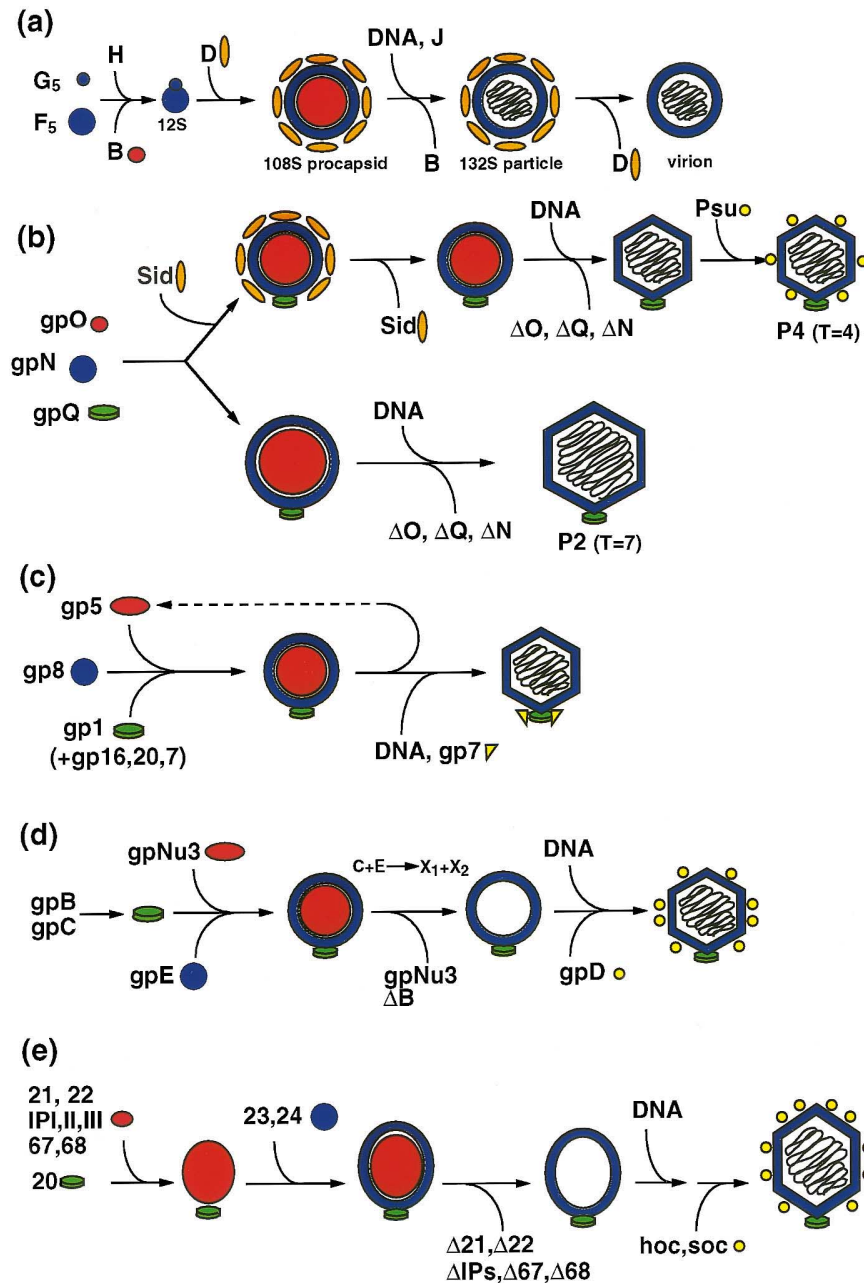 (a)
H
D
DNA, J
G5
F5
12S
B
108S procapsid
B
132S particle
D
virion
(b)
Sid
DNA
Psu
gpO
gpN
gpQ
Sid
ΔO, ΔQ, ΔN
P4 (T=4)
DNA
ΔO, ΔQ, ΔN
P2 (T=7)
(c)
gp5
gp8
gp1
(+gp16,20,7)
DNA, gp7
(d)
gpNu3
C+E→X1+X2
DNA
gpB
gpC
gpE
gpNu3
ΔB
gpD
(e)
21, 22
IPI,II,III
67,68
20
23,24
DNA
Δ21,Δ22
ΔIPs,Δ67,Δ68
hoc,soc